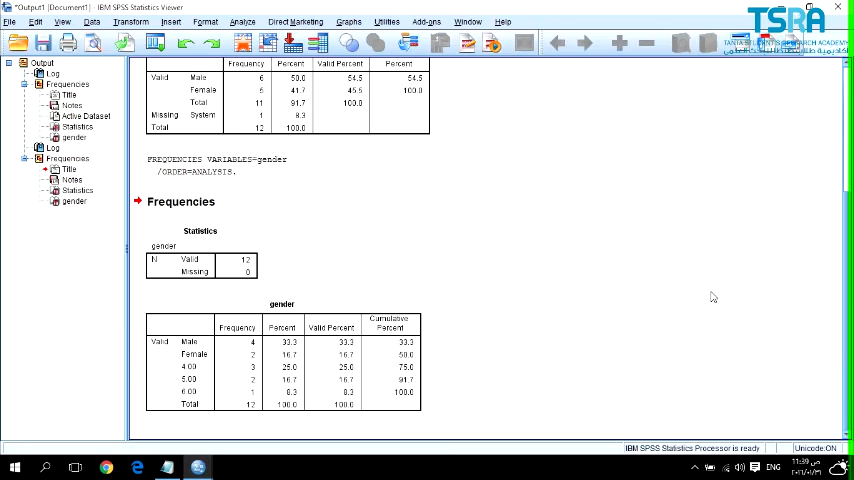 *Output1 [Document1] - IBM SPSS Statistics Viewer
File Edit View Data Transform Insert Format Analyze Direct Marketing Graphs Utilities Add-ons Window Help
TSRA
TANTA STUDENTS RESEARCH ACADEMY
Output
Log
Frequencies
Title
Notes
Active Dataset
Statistics
gender
Log
Frequencies
Title
Notes
Statistics
gender
Frequency Percent Valid Percent Percent
Valid Male 6 50.0 54.5 54.5
Female 5 41.7 45.5 100.0
Total 11 91.7 100.0
Missing System 1 8.3
Total 12 100.0
FREQUENCIES VARIABLES=gender
/ORDER=ANALYSIS.
Frequencies
Statistics
gender
N Valid 12
Missing 0
gender
Frequency Percent Valid Percent Cumulative Percent
Valid Male 4 33.3 33.3 33.3
Female 2 16.7 16.7 50.0
4.00 3 25.0 25.0 75.0
5.00 2 16.7 16.7 91.7
6.00 1 8.3 8.3 100.0
Total 12 100.0 100.0
IBM SPSS Statistics Processor is ready
Unicode:ON
ENG
11:39 ص